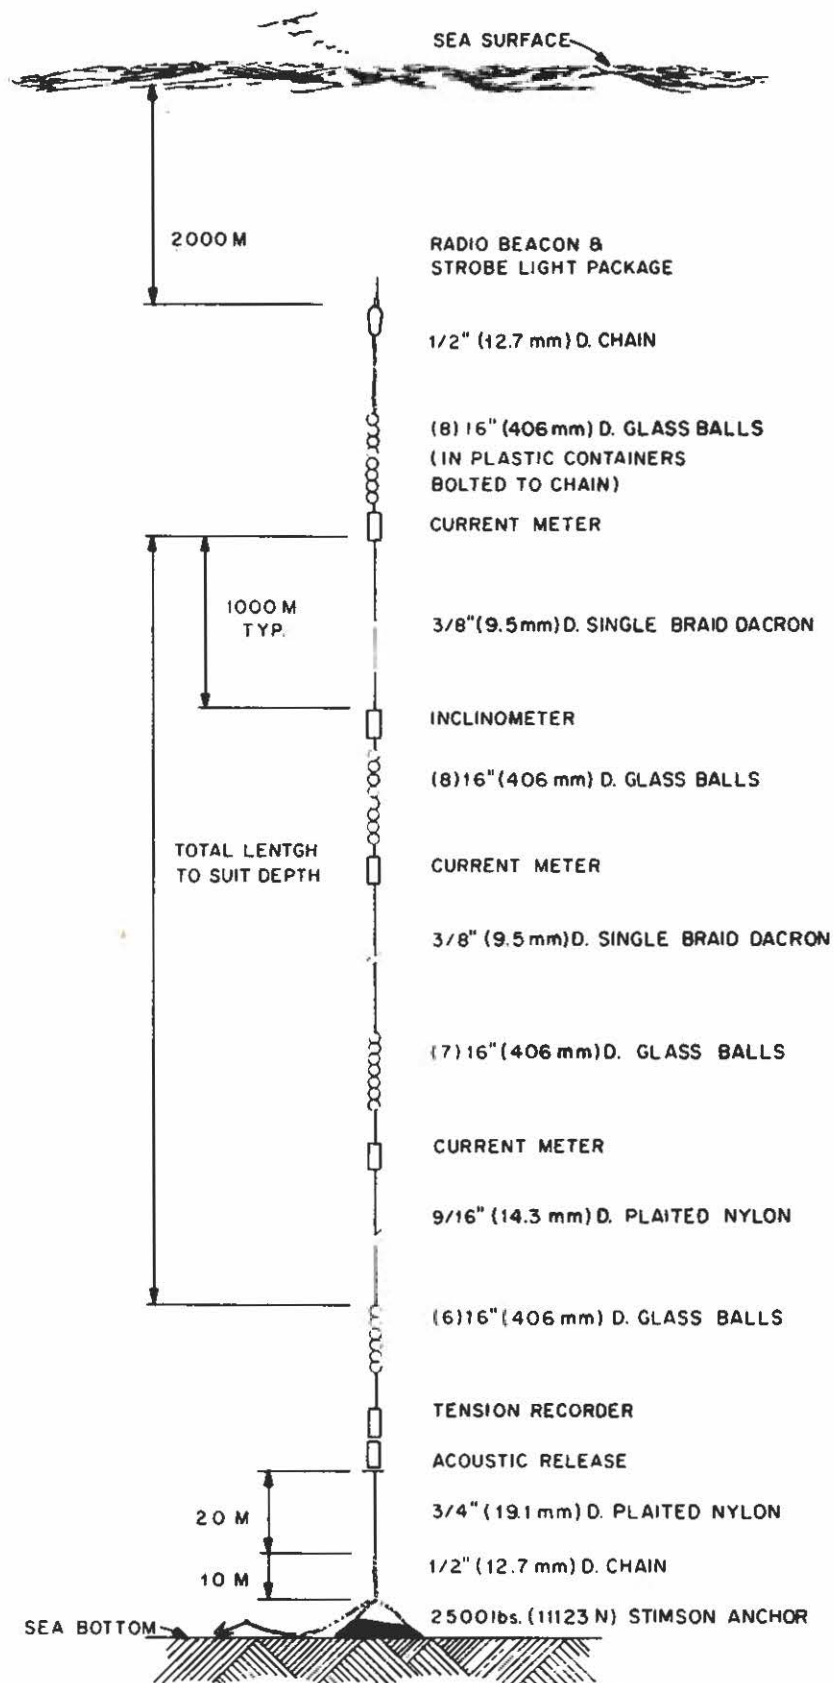 SEA SURFACE
2000 M
RADIO BEACON &
STROBE LIGHT PACKAGE
1/2" (12.7 mm) D. CHAIN
(8) 16" (406 mm) D. GLASS BALLS
(IN PLASTIC CONTAINERS
BOLTED TO CHAIN)
CURRENT METER
1000 M
TYP.
3/8" (9.5 mm) D. SINGLE BRAID DACRON
INCLINOMETER
(8) 16" (406 mm) D. GLASS BALLS
TOTAL LENTGH
TO SUIT DEPTH
CURRENT METER
3/8" (9.5 mm) D. SINGLE BRAID DACRON
(7) 16" (406 mm) D. GLASS BALLS
CURRENT METER
9/16" (14.3 mm) D. PLAITED NYLON
(6) 16" (406 mm) D. GLASS BALLS
TENSION RECORDER
ACOUSTIC RELEASE
20 M
3/4" (19.1 mm) D. PLAITED NYLON
10 M
1/2" (12.7 mm) D. CHAIN
2500 lbs. (11123 N) STIMSON ANCHOR
SEA BOTTOM